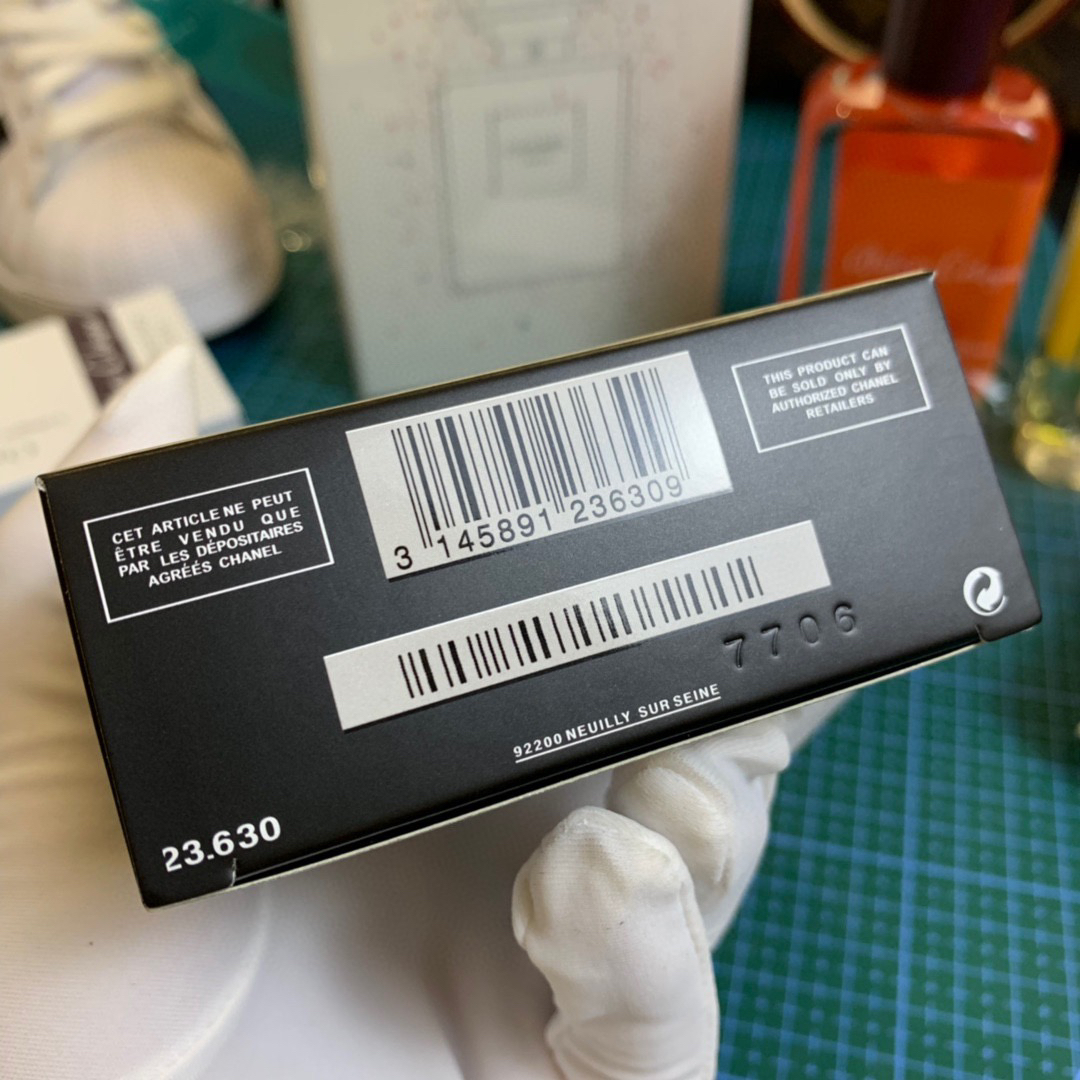 CET ARTICLE NE PEUT
ÊTRE VENDU QUE
PAR LES DÉPOSITAIRES
AGRÉÉS CHANEL
3 145891 236309
THIS PRODUCT CAN
BE SOLD ONLY BY
AUTHORIZED CHANEL
RETAILERS
7706
92200 NEUILLY SUR SEINE
23.630